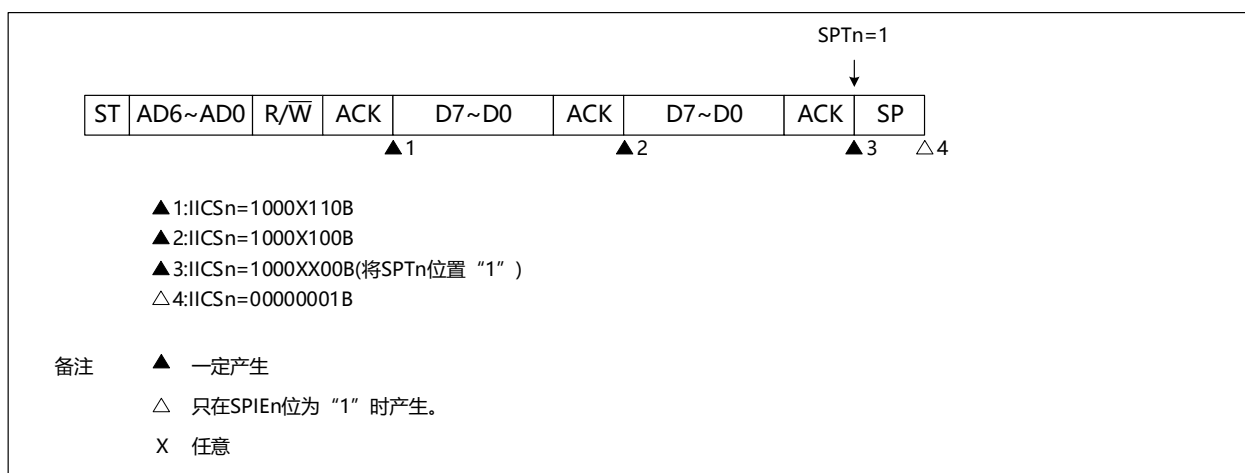 SPTn=1
ST AD6~AD0 R/W̅ ACK D7~D0 ACK D7~D0 ACK SP
▲1 ▲2 ▲3 △4
▲1:IICSn=1000X110B
▲2:IICSn=1000X100B
▲3:IICSn=1000XX00B(将SPTn位置“1”)
△4:IICSn=00000001B
备注 ▲ 一定产生
△ 只在SPIEn位为“1”时产生。
X 任意